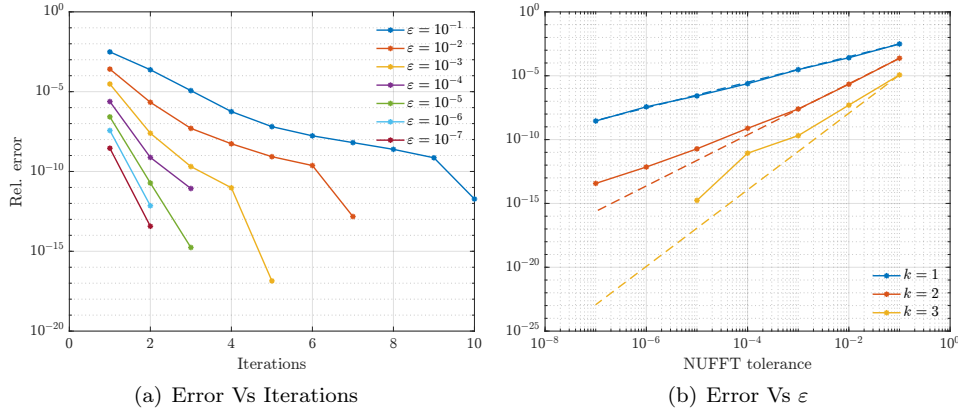 10^0
10^-5
10^-10
10^-15
10^-20
Rel. error
0
2
4
6
8
10
Iterations
ε = 10^-1
ε = 10^-2
ε = 10^-3
ε = 10^-4
ε = 10^-5
ε = 10^-6
ε = 10^-7
(a) Error Vs Iterations
10^0
10^-5
10^-10
10^-15
10^-20
10^-25
10^-8
10^-6
10^-4
10^-2
10^0
NUFFT tolerance
k = 1
k = 2
k = 3
(b) Error Vs ε